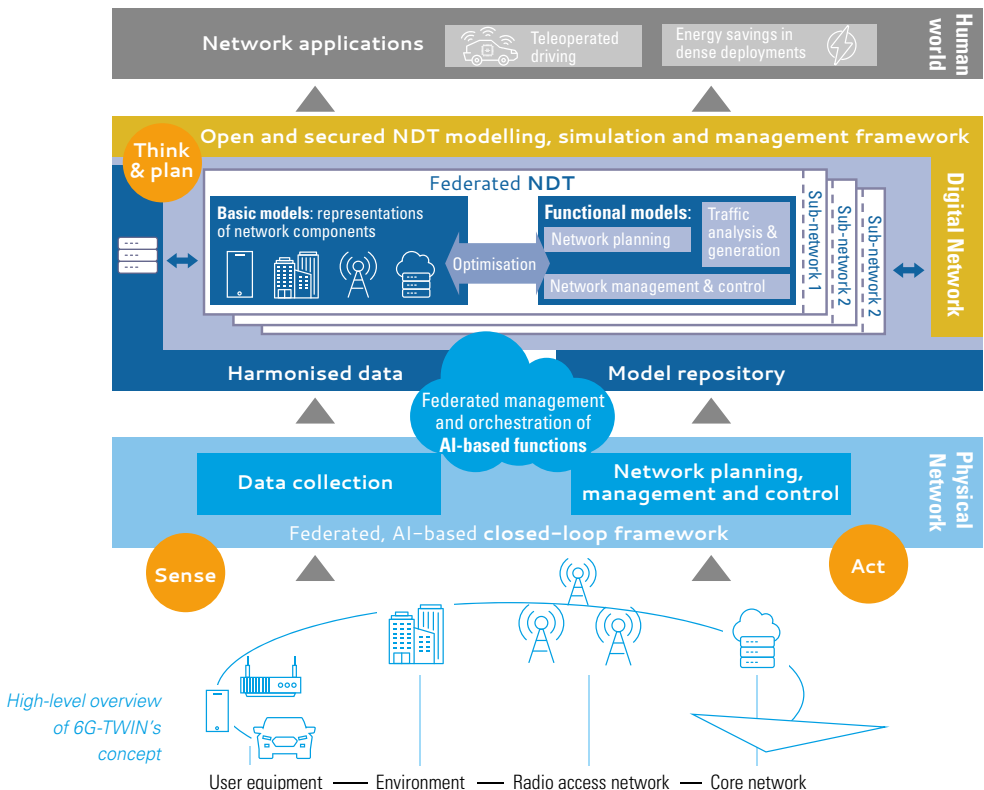 Network applications
Teleoperated
driving
Energy savings in
dense deployments
Human
world
Think
& plan
Open and secured NDT modelling, simulation and management framework
Digital Network
Federated NDT
Basic models: representations
of network components
Optimisation
Functional models:
Network planning
Traffic
analysis &
generation
Network management & control
Sub-network 1
Sub-network 2
Sub-network 2
Harmonised data
Model repository
Federated management
and orchestration of
AI-based functions
Data collection
Network planning,
management and control
Physical
Network
Federated, AI-based closed-loop framework
Sense
Act
High-level overview
of 6G-TWIN's
concept
User equipment
Environment
Radio access network
Core network